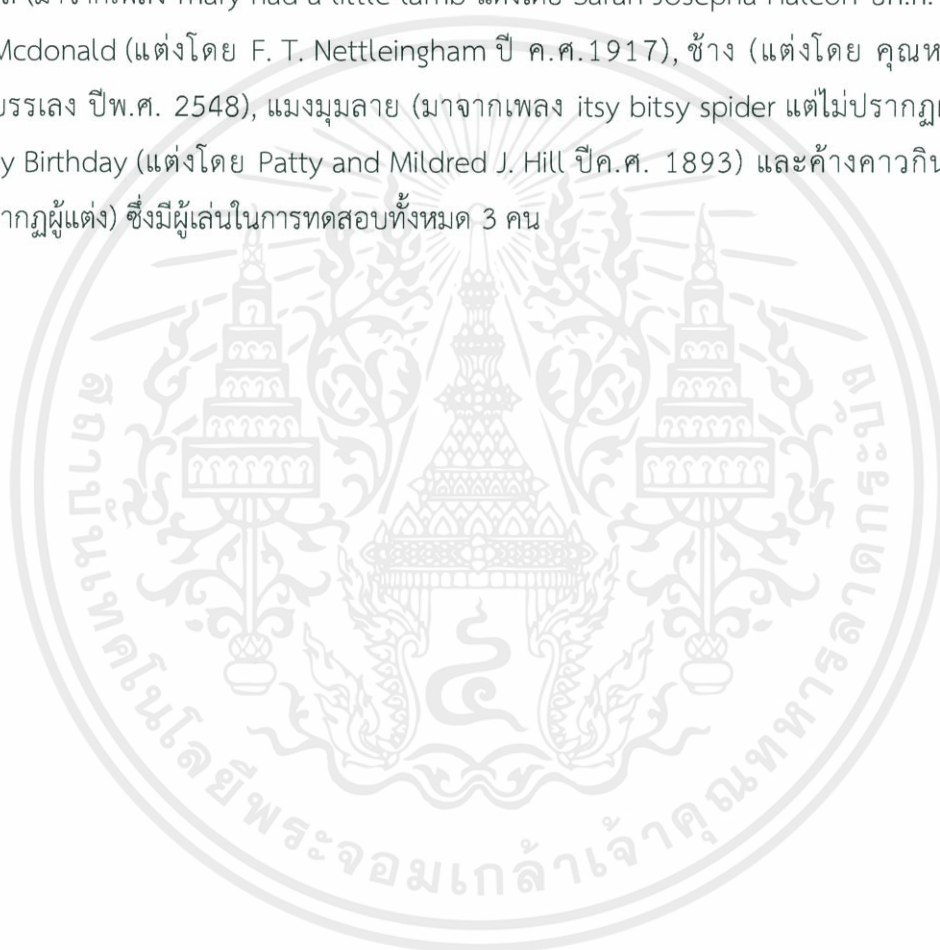 (มาจากเพลง mary had a little lamb แต่งโดย Sarah Josepha
Mcdonald (แต่งโดย F. T. Nettleingham ปี ค.ศ.1917), ช้าง (แต่งโดย คุณห
บรรเลง ปีพ.ศ. 2548), แมงมุมลาย (มาจากเพลง itsy bitsy spider แต่ไม่ปรากฏ
y Birthday (แต่งโดย Patty and Mildred J. Hill ปีค.ศ. 1893) และค้างคาวกิน
ากฏผู้แต่ง) ซึ่งมีผู้เล่นในการทดสอบทั้งหมด 3 คน
สถาบันเทคโนโลยีพระจอมเกล้าเจ้าคุณทหารลาดกระบัง